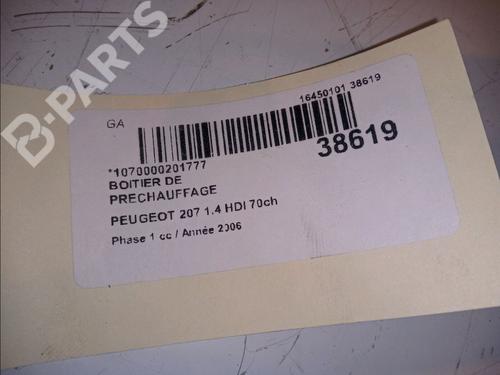 B-PARTS
GA
16450101 38619
*1070000201777
38619
BOITIER DE
PRECHAUFFAGE
PEUGEOT 207 1.4 HDI 70ch
Phase 1 cc / Année 2006